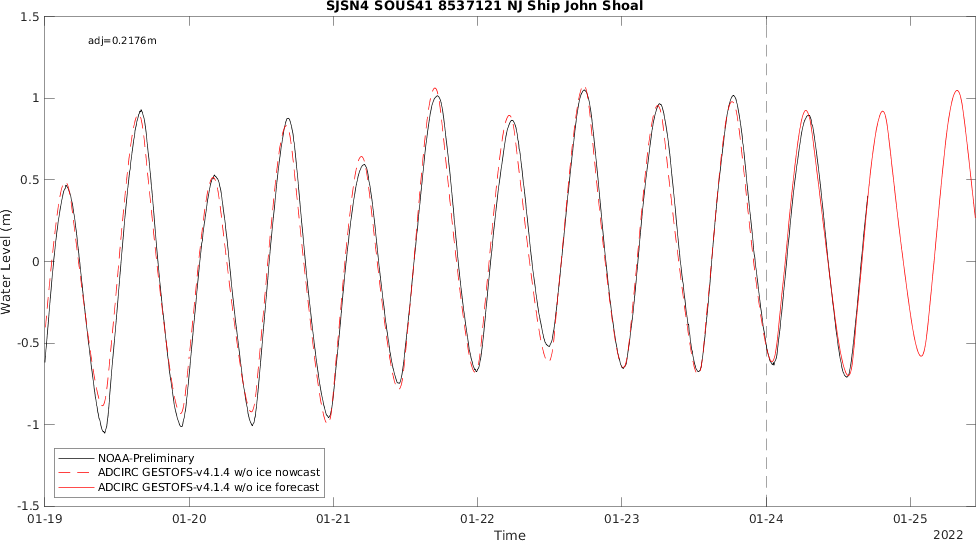 SJSN4 SOUS41 8537121 NJ Ship John Shoal
adj=0.2176m
1.5
1
0.5
0
-0.5
-1
-1.5
Water Level (m)
NOAA-Preliminary
ADCIRC GESTOFS-v4.1.4 w/o ice nowcast
ADCIRC GESTOFS-v4.1.4 w/o ice forecast
01-19 01-20 01-21 01-22 01-23 01-24 01-25
Time
2022